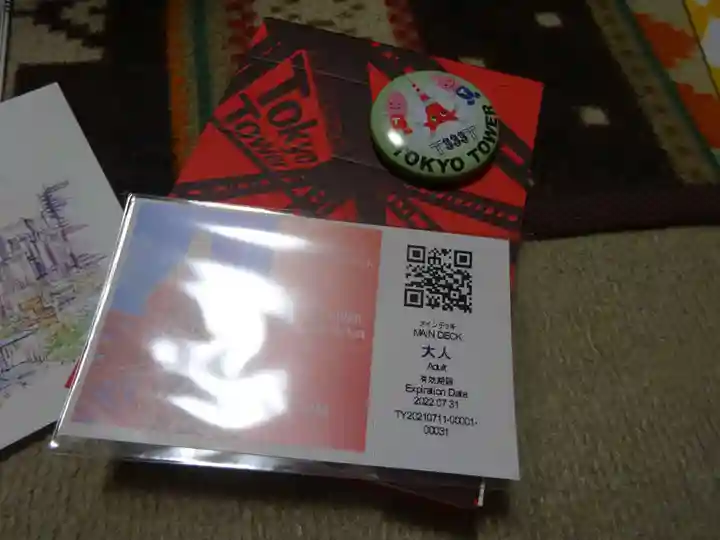 Tokyo
Tower
T333T
TOKYO TOWER
メインデッキ
MAIN DECK
大人
Adult
有効期限
Expiration Date
2022.07.31
TY20210711-00001-
00031